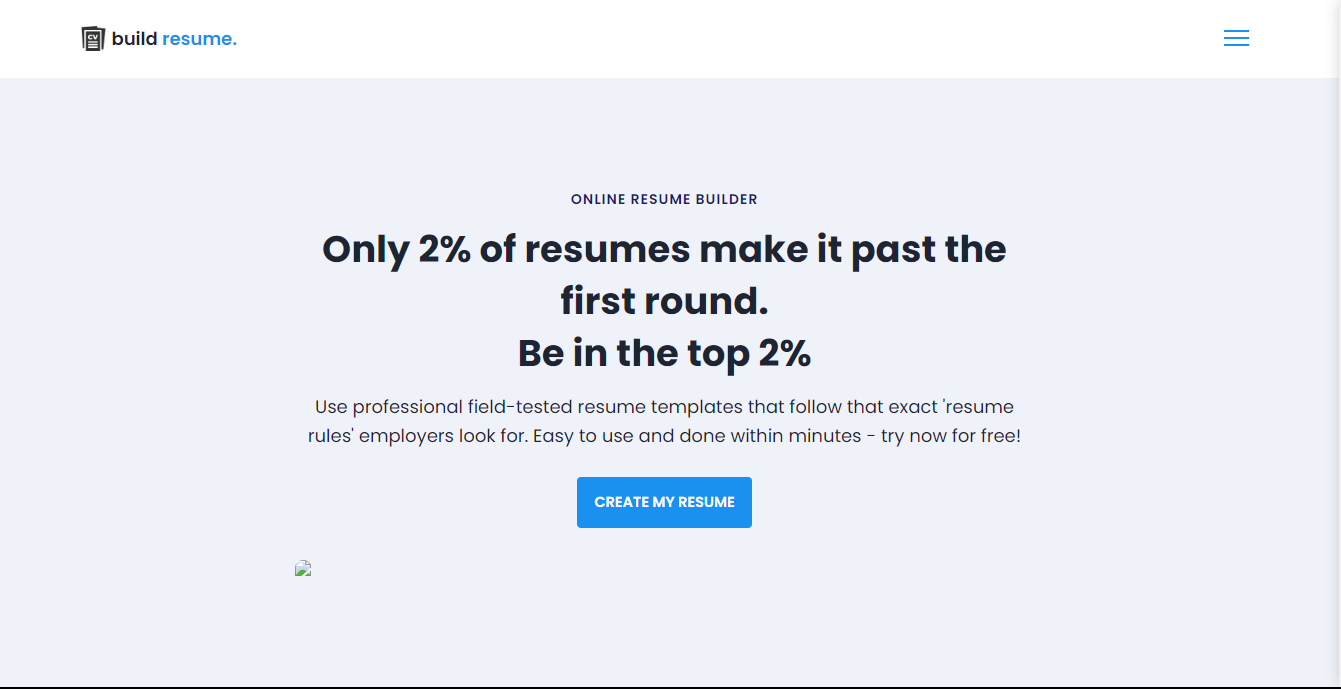 CV
build resume.
ONLINE RESUME BUILDER
Only 2% of resumes make it past the
first round.
Be in the top 2%
Use professional field-tested resume templates that follow that exact 'resume
rules' employers look for. Easy to use and done within minutes - try now for free!
CREATE MY RESUME